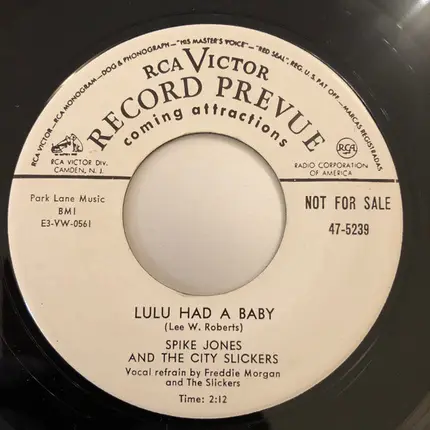 RCA VICTOR—RCA MONOGRAM—DOG & PHONOGRAPH—"HIS MASTER'S VOICE"—"RED SEAL", REG. U.S. PAT OFF.—MARCAS REGISTRADAS
RCA VICTOR
RECORD PREVUE
coming attractions
RCA VICTOR DIV.
CAMDEN, N. J.
RCA
RADIO CORPORATION
OF AMERICA
Park Lane Music
BMI
E3-VW-0561
NOT FOR SALE
47-5239
LULU HAD A BABY
(Lee W. Roberts)
SPIKE JONES
AND THE CITY SLICKERS
Vocal refrain by Freddie Morgan
and The Slickers
Time: 2:12